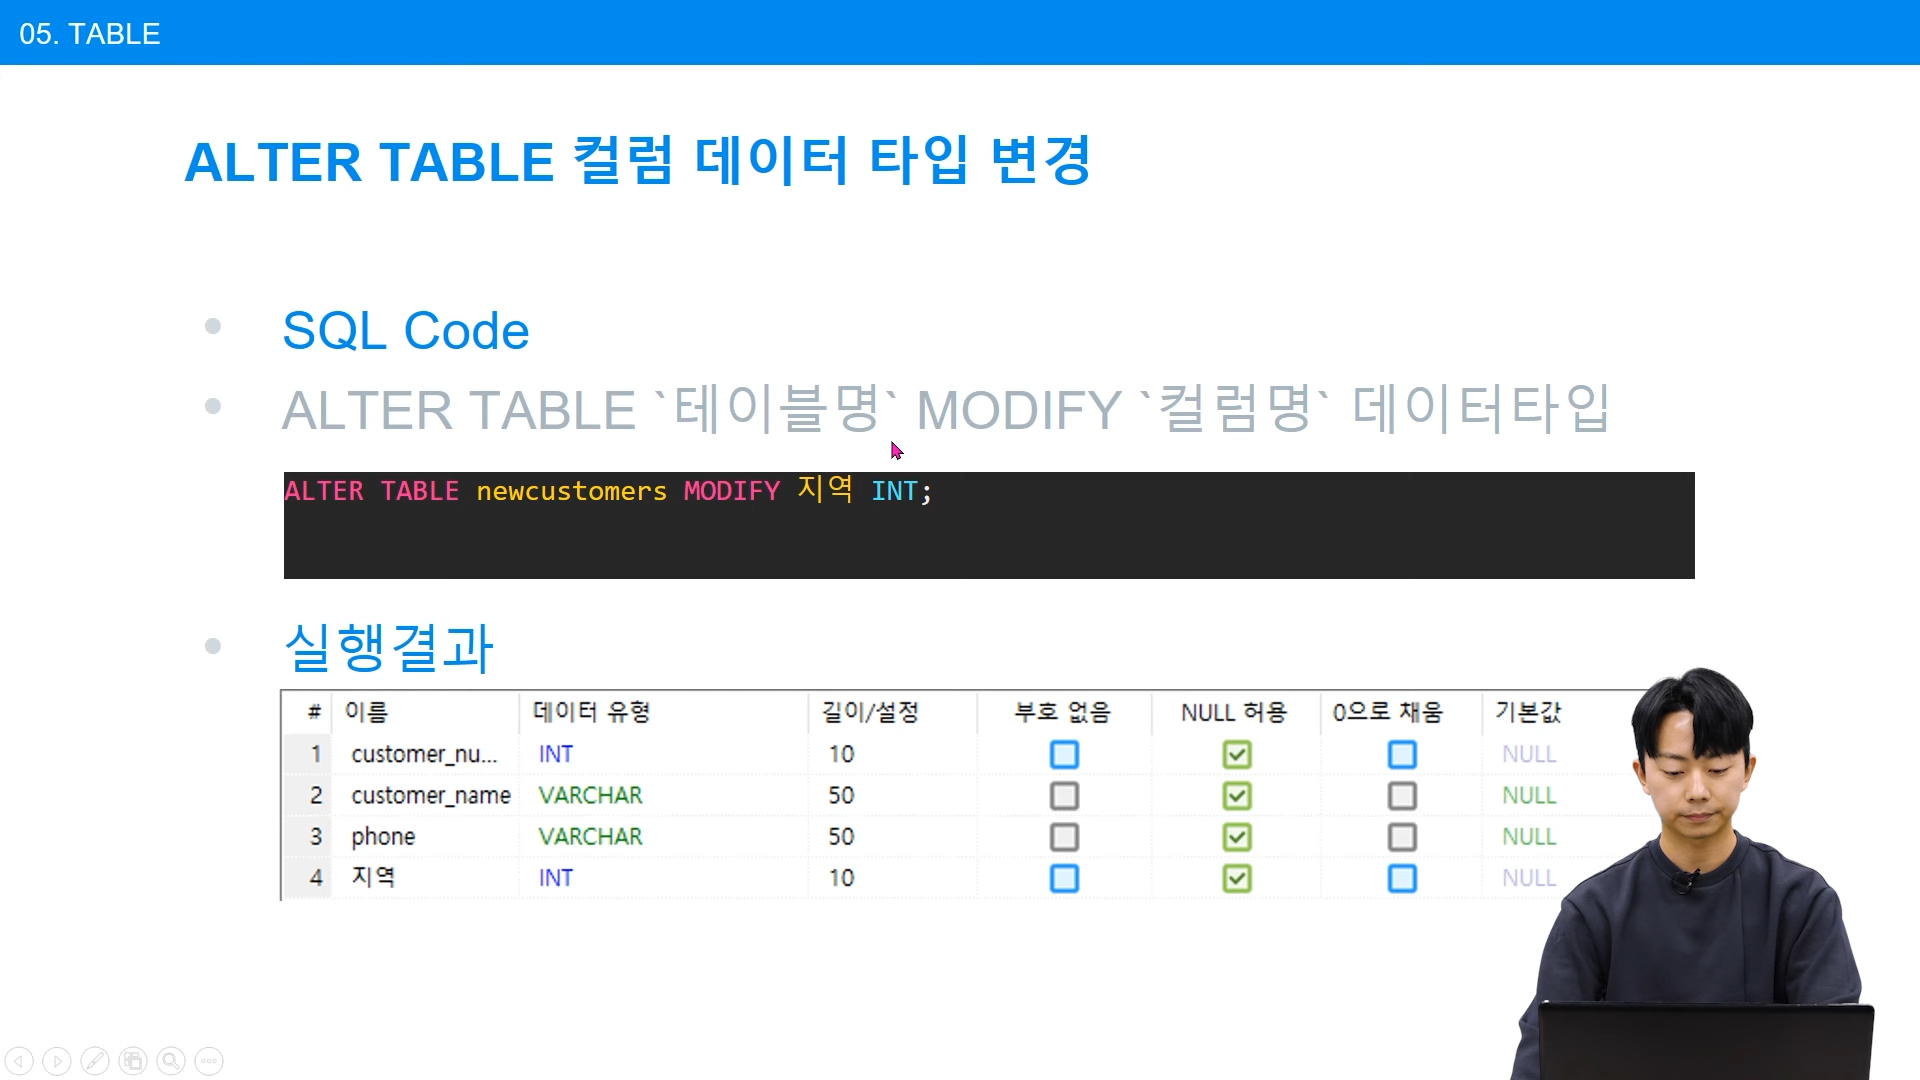 05. TABLE
ALTER TABLE 컬럼 데이터 타입 변경
SQL Code
ALTER TABLE `테이블명` MODIFY `컬럼명` 데이터타입
ALTER TABLE newcustomers MODIFY 지역 INT;
실행결과
# 이름 데이터 유형 길이/설정 부호 없음 NULL 허용 0으로 채움 기본값
1 customer_nu... INT 10 NULL
2 customer_name VARCHAR 50 NULL
3 phone VARCHAR 50 NULL
4 지역 INT 10 NULL